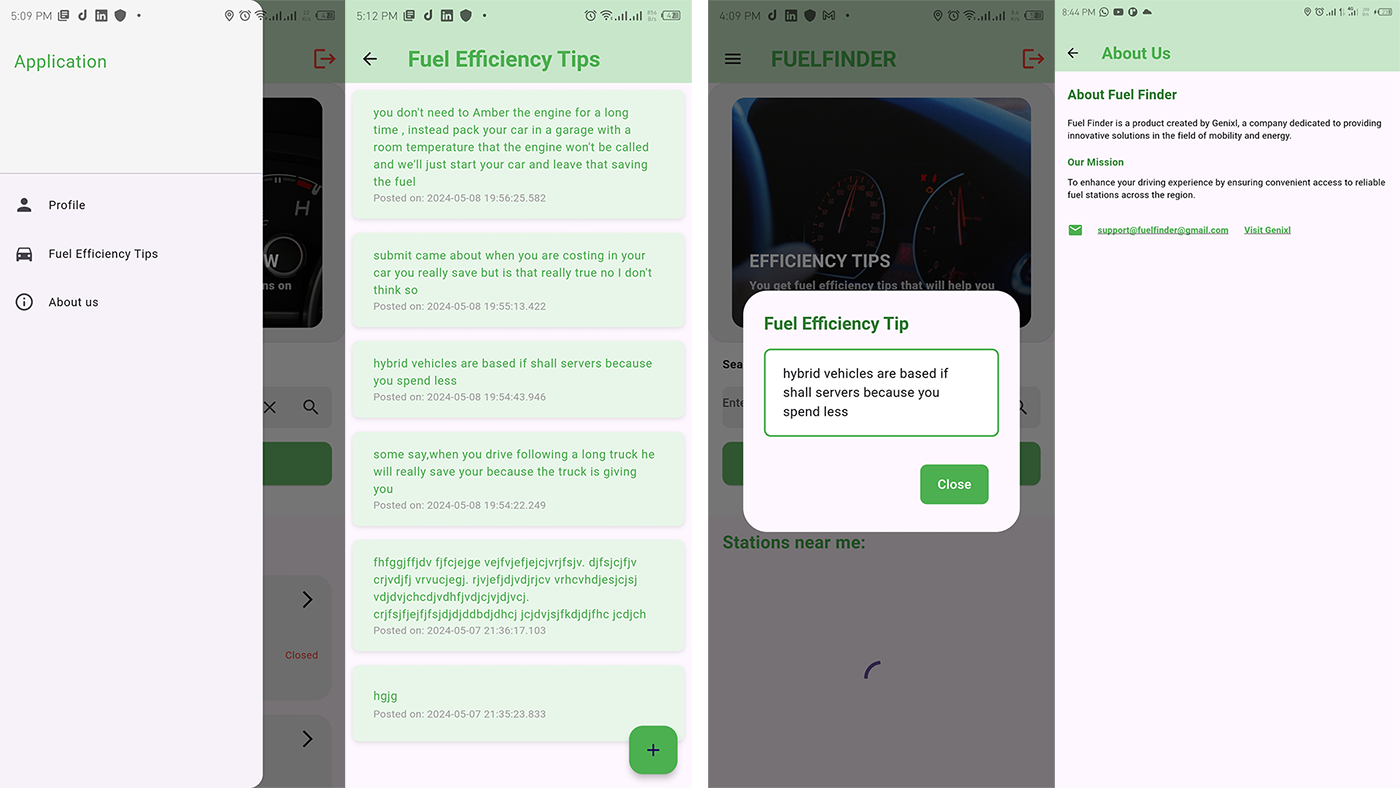 5:09 PM
Application
Profile
Fuel Efficiency Tips
About us
H
W
ns on
Closed
5:12 PM
Fuel Efficiency Tips
you don't need to Amber the engine for a long
time , instead pack your car in a garage with a
room temperature that the engine won't be called
and we'll just start your car and leave that saving
the fuel
Posted on: 2024-05-08 19:56:25.582
submit came about when you are costing in your
car you really save but is that really true no I don't
think so
Posted on: 2024-05-08 19:55:13.422
hybrid vehicles are based if shall servers because
you spend less
Posted on: 2024-05-08 19:54:43.946
some say,when you drive following a long truck he
will really save your because the truck is giving
you
Posted on: 2024-05-08 19:54:22.249
fhfggjffjdv fjfcjejge vejfvjefjejcjvrjfsjv. djfsjcjfjv
crjvdjfj vrvucjegj. rjvjefjdjvdjrjcv vrhcvhdjesjcjsj
vdjdvjchcdjvdhfjvdjcjvjdjvcj.
crjfsjfjejfjfsjdjdjddbdjdhcj jcjdvjsjfkdjdjfhc jcdjch
Posted on: 2024-05-07 21:36:17.103
hgjg
Posted on: 2024-05-07 21:35:23.833
4:09 PM
FUELFINDER
EFFICIENCY TIPS
You get fuel efficiency tips that will help you
Fuel Efficiency Tip
hybrid vehicles are based if
shall servers because you
spend less
Close
Sea
Ente
Stations near me:
8:44 PM
About Us
About Fuel Finder
Fuel Finder is a product created by Genixl, a company dedicated to providing
innovative solutions in the field of mobility and energy.
Our Mission
To enhance your driving experience by ensuring convenient access to reliable
fuel stations across the region.
support@fuelfinder@gmail.com Visit Genixl